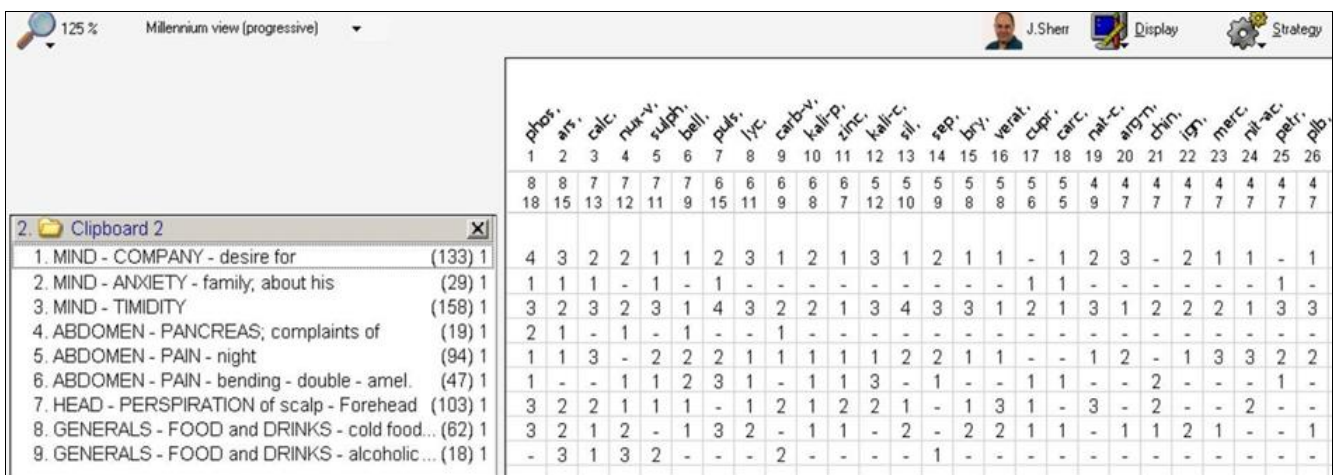 125 % Millennium view (progressive) J.Sherr Display Strategy
phos. ars. calc. nux-v. sulph. bell. puls. lyc. carb-v. kali-p. zinc. kali-c. sil. sep. bry. verat. cupr. carc. nat-c. arg-n. chin. ign. merc. nit-ac. petr. plb.
1 2 3 4 5 6 7 8 9 10 11 12 13 14 15 16 17 18 19 20 21 22 23 24 25 26
8 8 7 7 7 7 6 6 6 6 6 5 5 5 5 5 5 5 4 4 4 4 4 4 4 4
18 15 13 12 11 9 15 11 9 8 7 12 10 9 8 8 6 5 9 7 7 7 7 7 7 7
2. Clipboard 2 X
1. MIND - COMPANY - desire for (133) 1 4 3 2 2 1 1 2 3 1 2 1 3 1 2 1 1 - 1 2 3 - 2 1 1 - 1
2. MIND - ANXIETY - family; about his (29) 1 1 1 1 - 1 - 1 - - - - - - - - - 1 1 - - - - - - 1 -
3. MIND - TIMIDITY (158) 1 3 2 3 2 3 1 4 3 2 2 1 3 4 3 3 1 2 1 3 1 2 2 2 1 3 3
4. ABDOMEN - PANCREAS; complaints of (19) 1 2 1 - 1 - 1 - - 1 - - - - - - - - - - - - - - - - -
5. ABDOMEN - PAIN - night (94) 1 1 1 3 - 2 2 2 1 1 1 1 1 2 2 1 1 - - 1 2 - 1 3 3 2 2
6. ABDOMEN - PAIN - bending - double - amel. (47) 1 1 - - 1 1 2 3 1 - 1 1 3 - 1 - - 1 1 - - 2 - - - 1 -
7. HEAD - PERSPIRATION of scalp - Forehead (103) 1 3 2 2 1 1 1 - 1 2 1 2 2 1 - 1 3 1 - 3 - 2 - - 2 - -
8. GENERALS - FOOD and DRINKS - cold food... (62) 1 3 2 1 2 - 1 3 2 - 1 1 - 2 - 2 2 1 1 - 1 1 2 1 - - 1
9. GENERALS - FOOD and DRINKS - alcoholic ... (18) 1 - 3 1 3 2 - - - 2 - - - - 1 - - - - - - - - - - - -